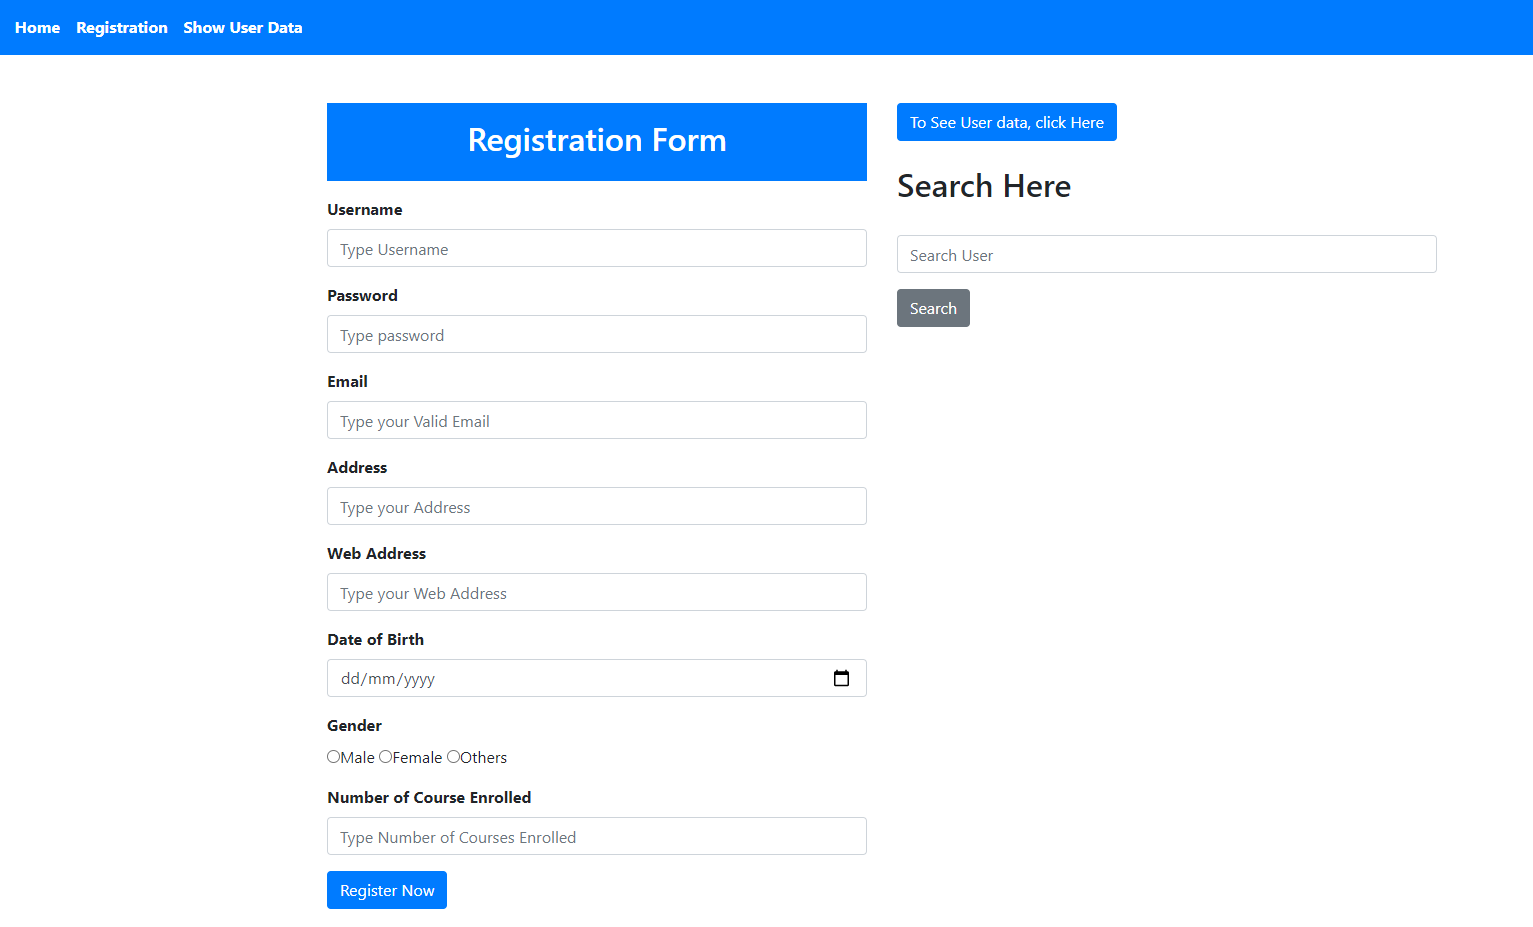 Home Registration Show User Data
Registration Form
Username
Type Username
Password
Type password
Email
Type your Valid Email
Address
Type your Address
Web Address
Type your Web Address
Date of Birth
dd/mm/yyyy
Gender
Male Female Others
Number of Course Enrolled
Type Number of Courses Enrolled
Register Now
To See User data, click Here
Search Here
Search User
Search